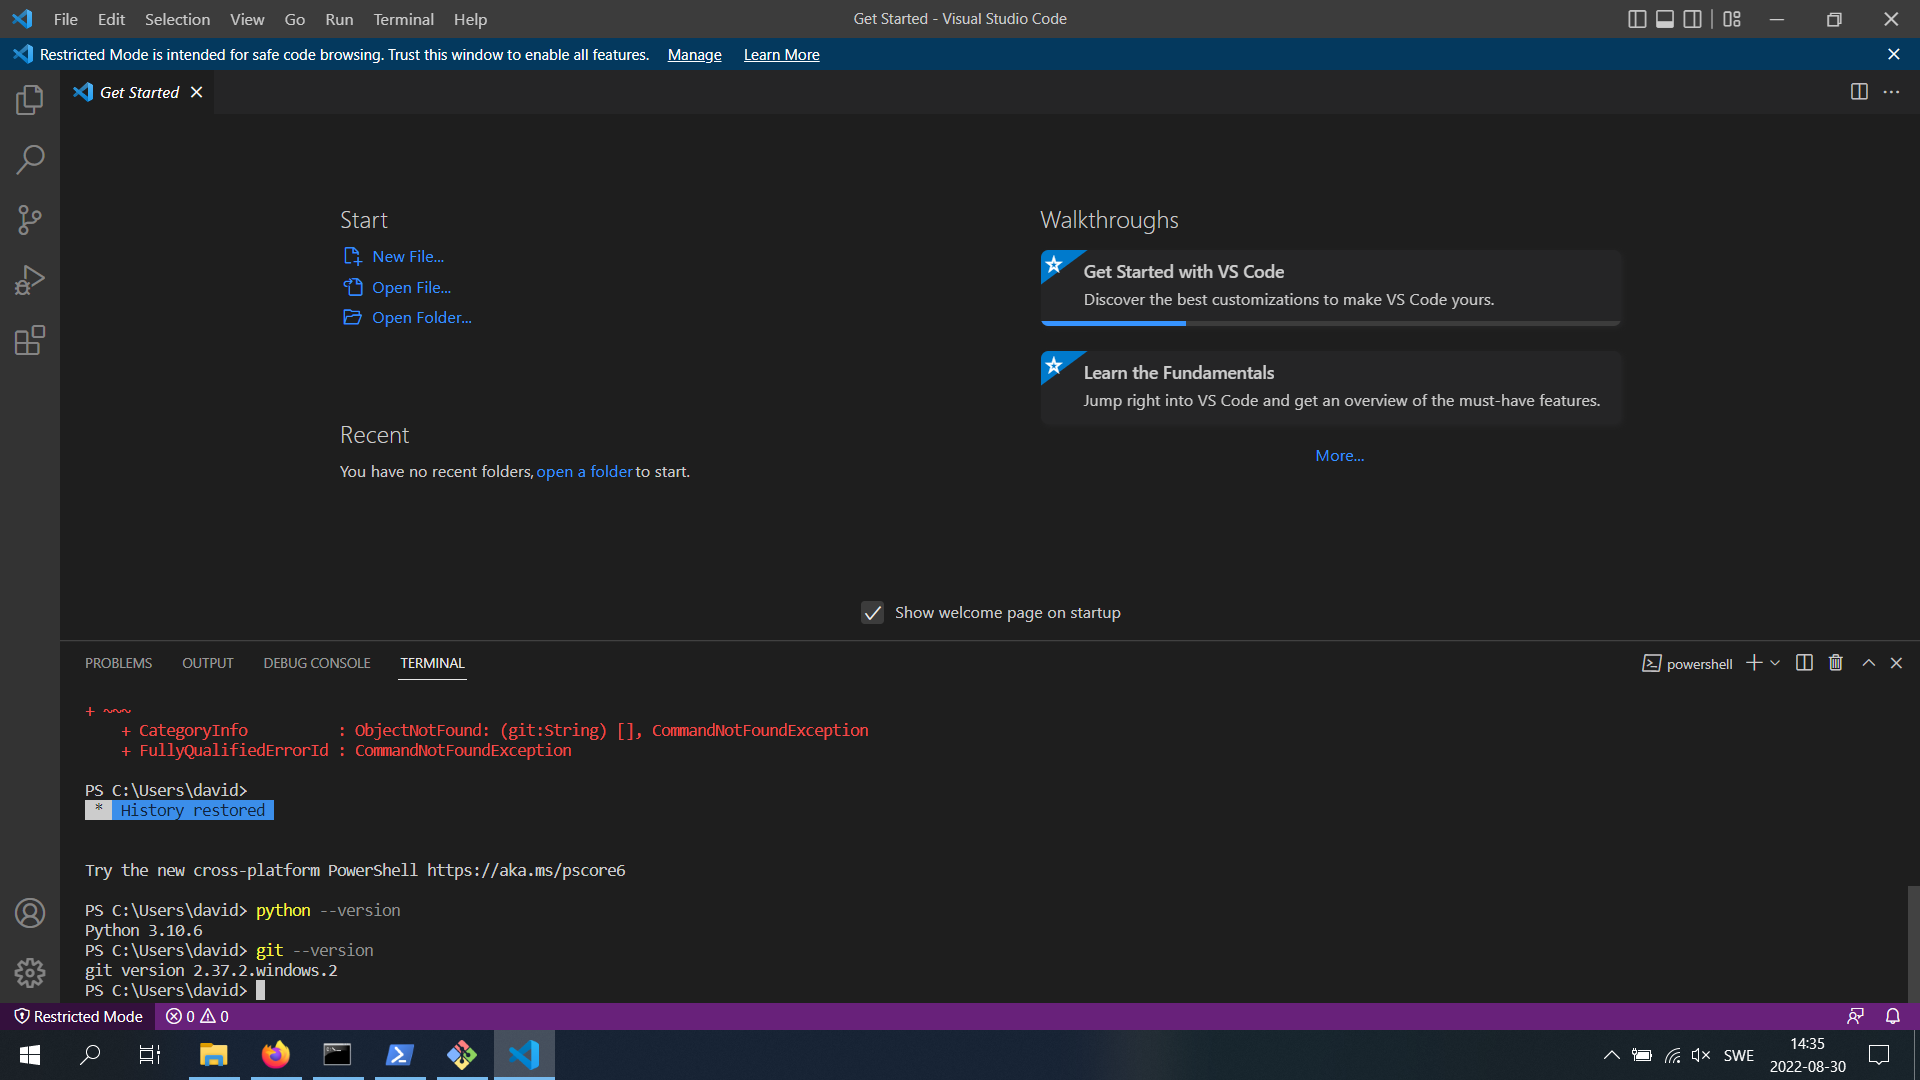 File Edit Selection View Go Run Terminal Help
Get Started - Visual Studio Code
Restricted Mode is intended for safe code browsing. Trust this window to enable all features. Manage Learn More
Get Started
Start
New File...
Open File...
Open Folder...
Recent
You have no recent folders, open a folder to start.
Walkthroughs
Get Started with VS Code
Discover the best customizations to make VS Code yours.
Learn the Fundamentals
Jump right into VS Code and get an overview of the must-have features.
More...
Show welcome page on startup
PROBLEMS OUTPUT DEBUG CONSOLE TERMINAL
powershell
+ ~~~
+ CategoryInfo : ObjectNotFound: (git:String) [], CommandNotFoundException
+ FullyQualifiedErrorId : CommandNotFoundException
PS C:\Users\david>
* History restored
Try the new cross-platform PowerShell https://aka.ms/pscore6
PS C:\Users\david> python --version
Python 3.10.6
PS C:\Users\david> git --version
git version 2.37.2.windows.2
PS C:\Users\david>
Restricted Mode 0 0
SWE
14:35
2022-08-30